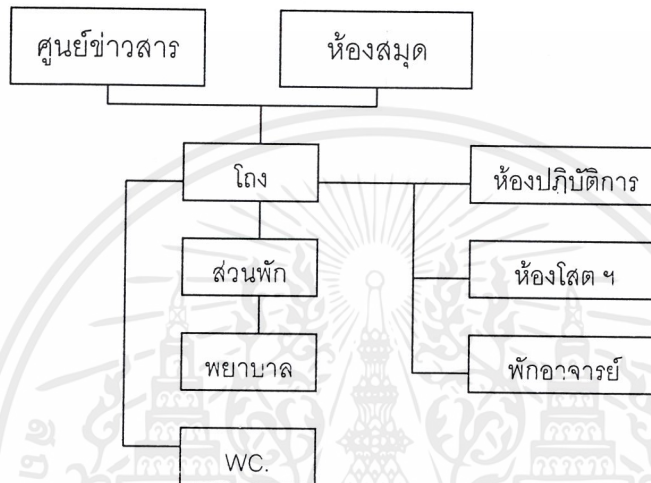 ศูนย์ข่าวสาร
ห้องสมุด
โถง
ห้องปฏิบัติการ
ส่วนพัก
ห้องโสต ฯ
พยาบาล
พักอาจารย์
WC.